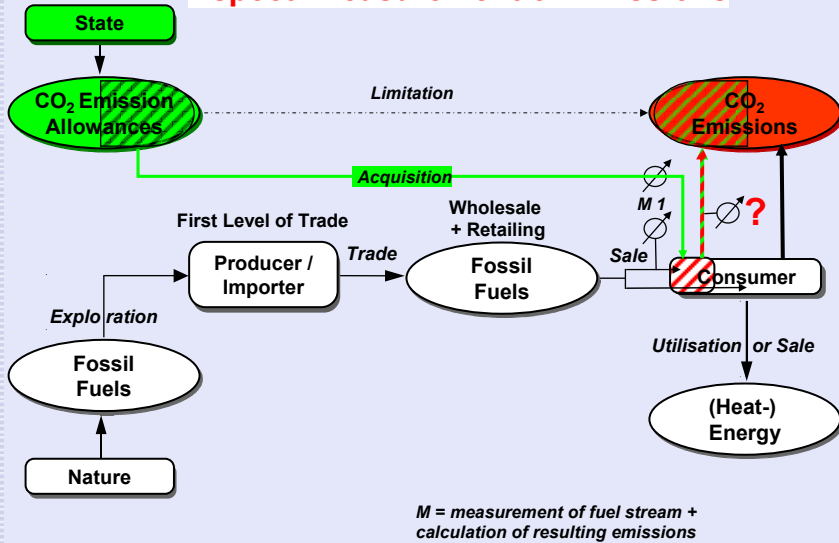 State
CO₂ Emission
Allowances
Limitation
CO₂
Emissions
Acquisition
M 1
?
First Level of Trade
Wholesale
+ Retailing
Producer /
Importer
Trade
Fossil
Fuels
Sale
Consumer
Exploration
Fossil
Fuels
Utilisation or Sale
(Heat-)
Energy
Nature
M = measurement of fuel stream +
calculation of resulting emissions